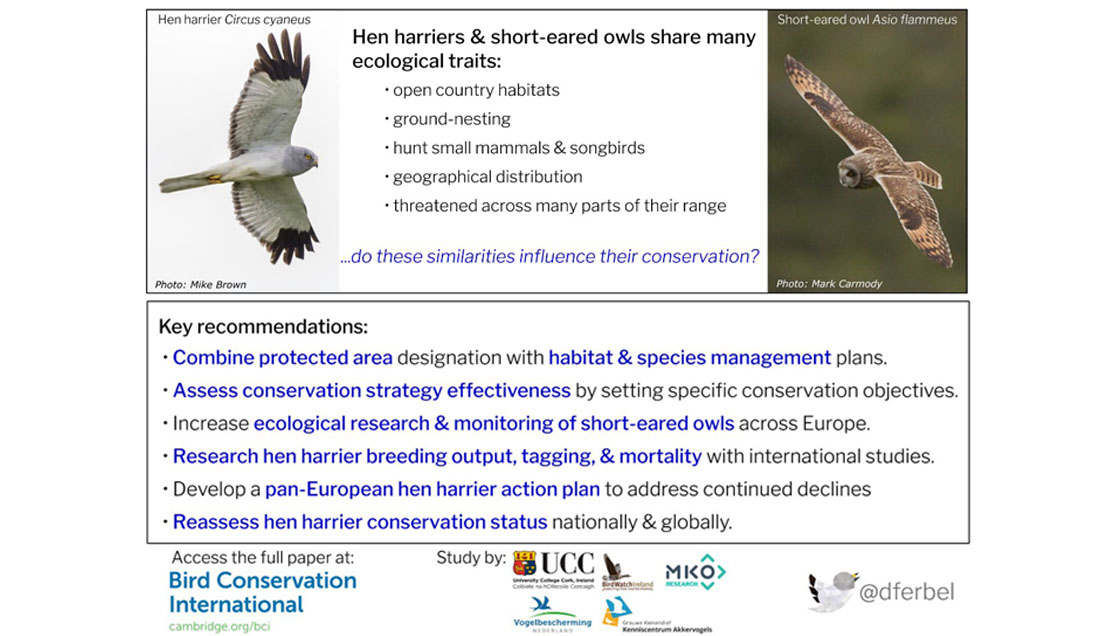 Hen harrier Circus cyaneus
Hen harriers & short-eared owls share many
ecological traits:
• open country habitats
• ground-nesting
• hunt small mammals & songbirds
• geographical distribution
• threatened across many parts of their range
...do these similarities influence their conservation?
Photo: Mike Brown
Short-eared owl Asio flammeus
Photo: Mark Carmody
Key recommendations:
• Combine protected area designation with habitat & species management plans.
• Assess conservation strategy effectiveness by setting specific conservation objectives.
• Increase ecological research & monitoring of short-eared owls across Europe.
• Research hen harrier breeding output, tagging, & mortality with international studies.
• Develop a pan-European hen harrier action plan to address continued declines
• Reassess hen harrier conservation status nationally & globally.
Access the full paper at:
Bird Conservation
International
cambridge.org/bci
Study by:
UCC
University College Cork, Ireland
Coláiste na hOllscoile Corcaigh
BirdWatchIreland
MKO
RESEARCH
Vogelbescherming
NEDERLAND
Grauwe Kiekendief
Kenniscentrum Akkervogels
@dferbel